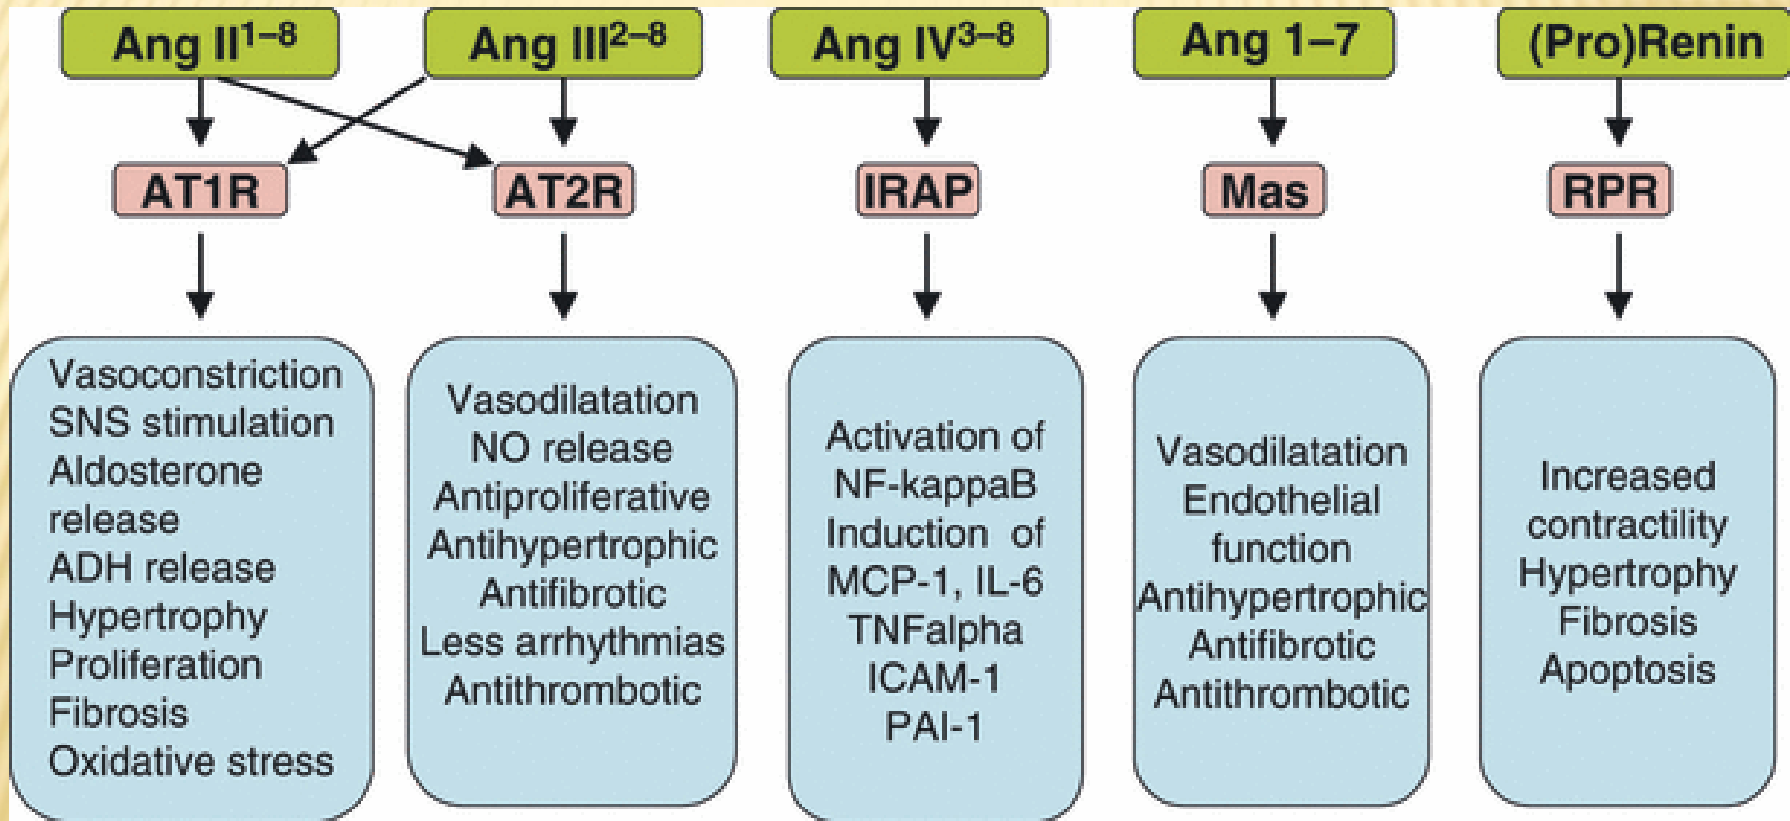 Ang II¹⁻⁸
Ang III²⁻⁸
Ang IV³⁻⁸
Ang 1–7
(Pro)Renin
AT1R
AT2R
IRAP
Mas
RPR
Vasoconstriction
SNS stimulation
Aldosterone
release
ADH release
Hypertrophy
Proliferation
Fibrosis
Oxidative stress
Vasodilatation
NO release
Antiproliferative
Antihypertrophic
Antifibrotic
Less arrhythmias
Antithrombotic
Activation of
NF-kappaB
Induction of
MCP-1, IL-6
TNFalpha
ICAM-1
PAI-1
Vasodilatation
Endothelial
function
Antihypertrophic
Antifibrotic
Antithrombotic
Increased
contractility
Hypertrophy
Fibrosis
Apoptosis